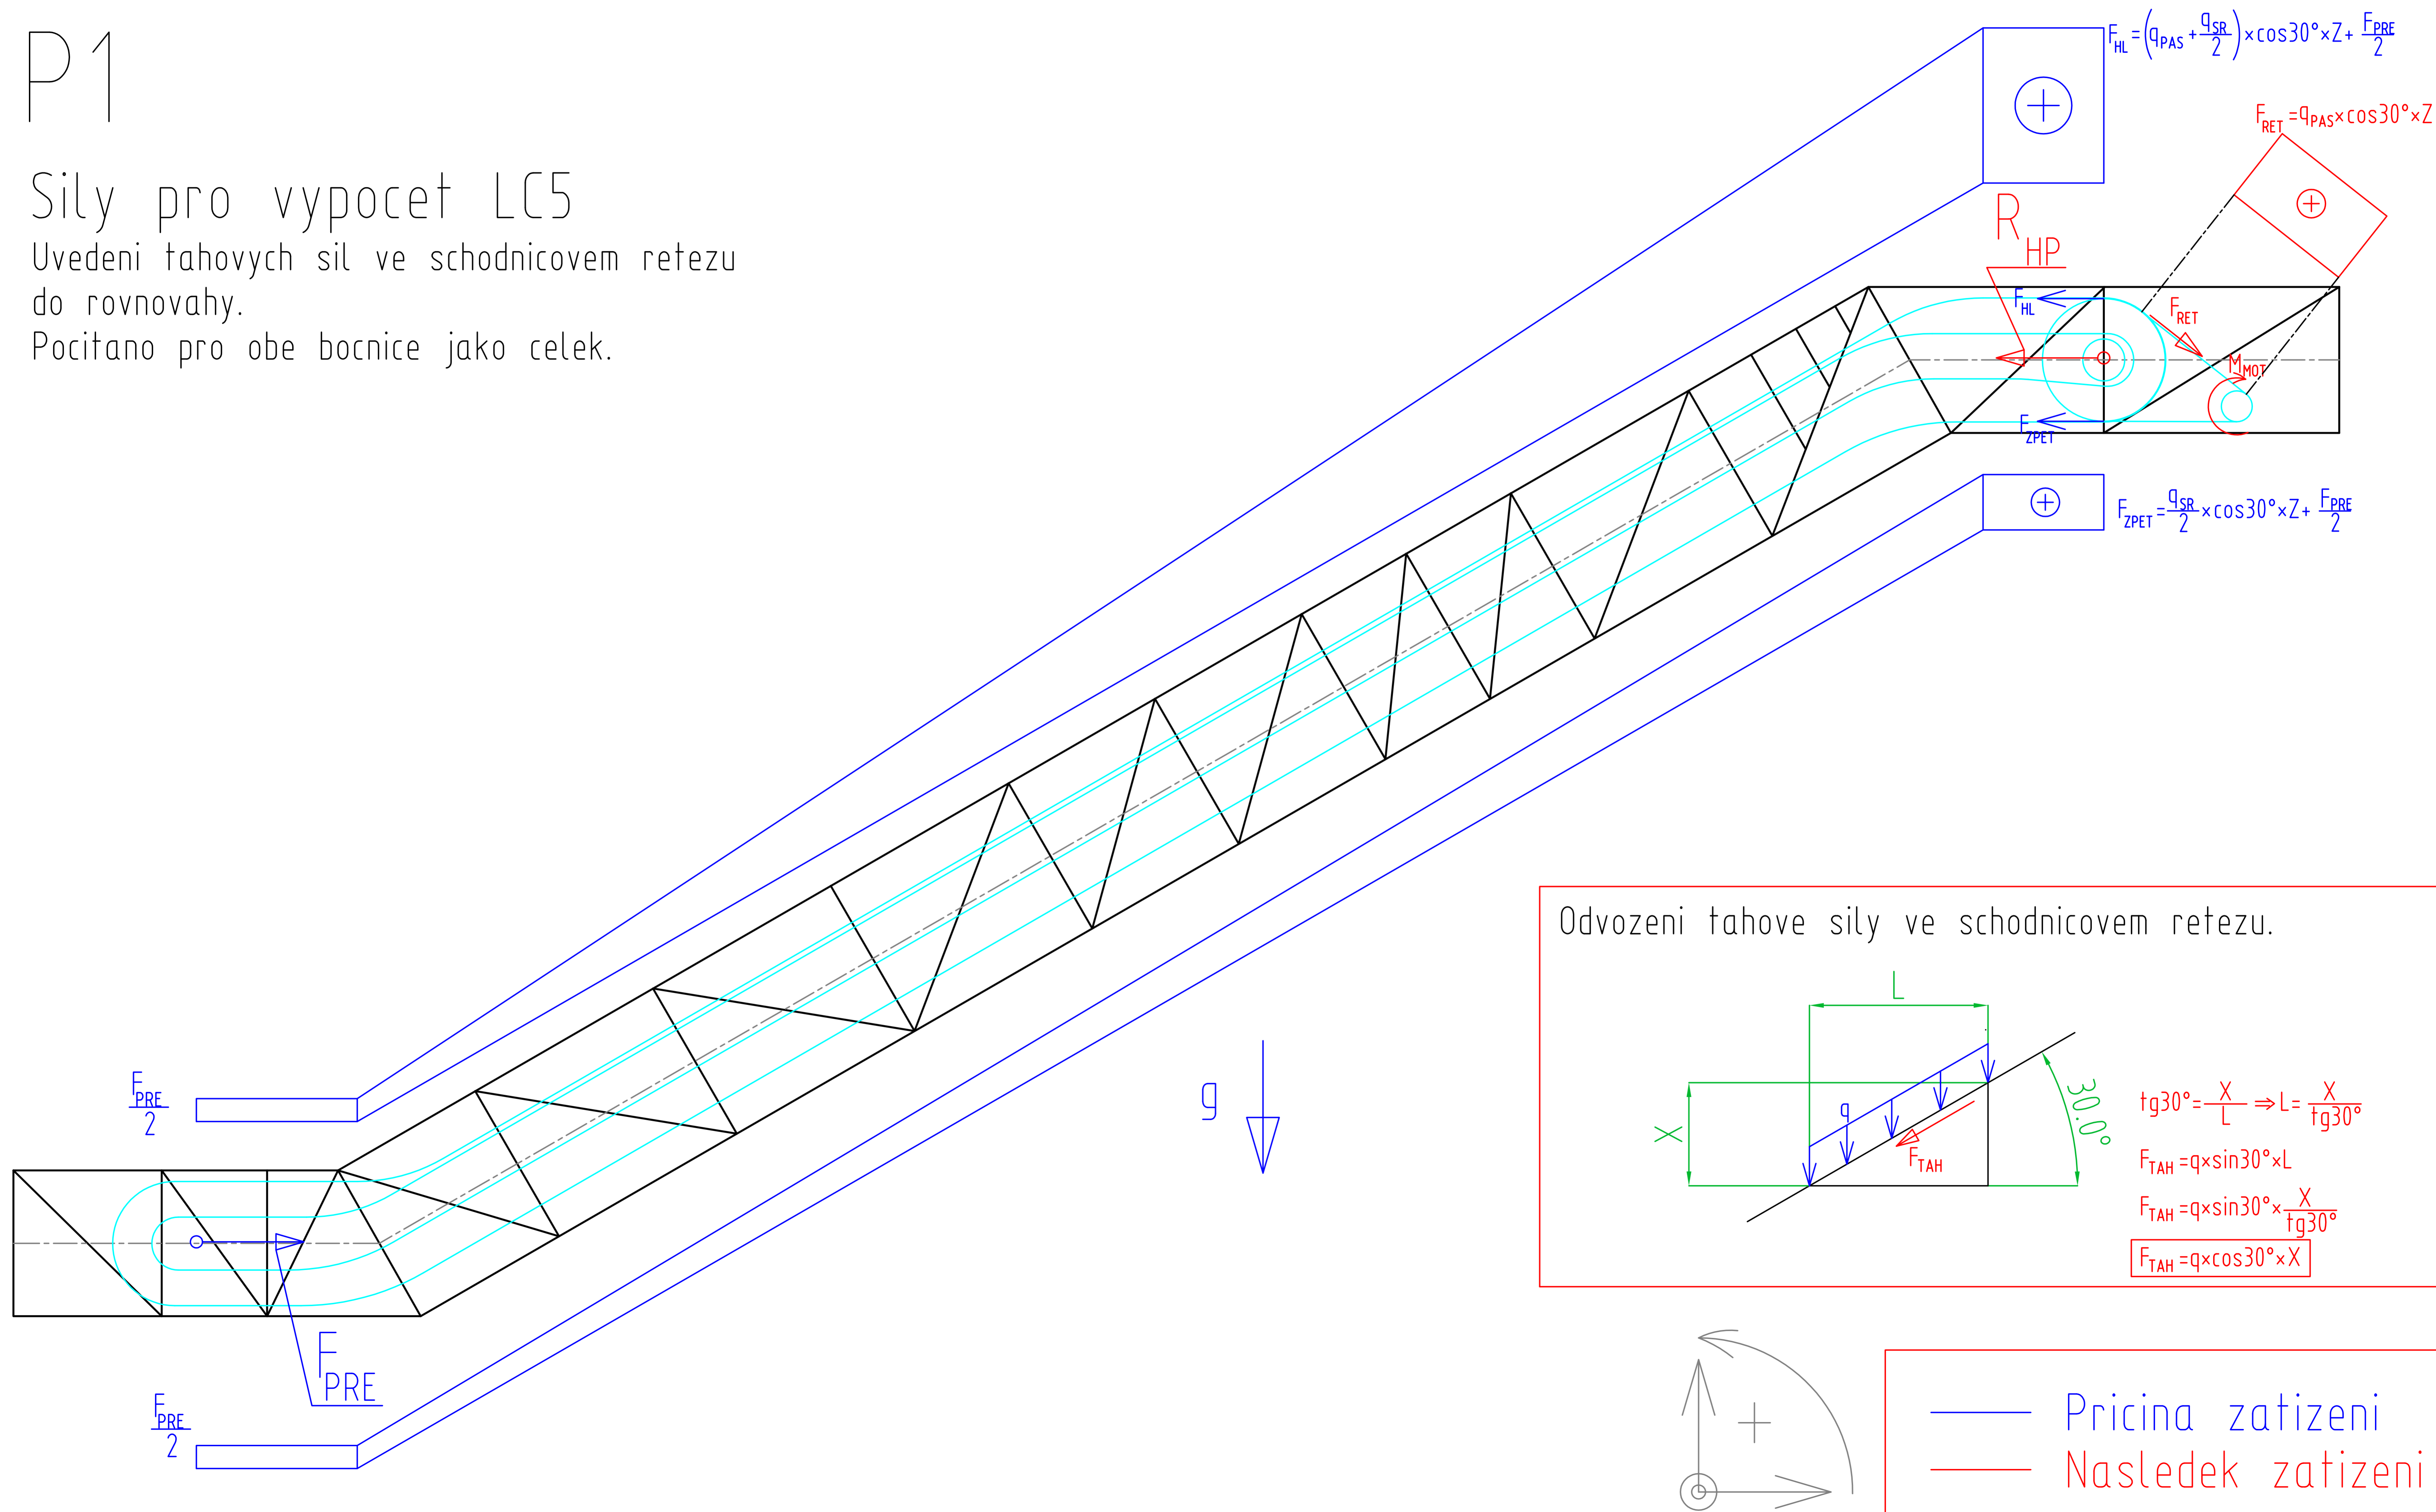 P1
Sily pro vypocet LC5
Uvedeni tahovych sil ve schodnicovem retezu
do rovnovahy.
Pocitano pro obe bocnice jako celek.
F_HL=(q_PAS+q_SR/2)×cos30°×Z+F_PRE/2
F_RET=q_PAS×cos30°×Z
R_HP
F_HL
F_RET
M_MOT
F_ZPET
F_ZPET=q_SR/2×cos30°×Z+F_PRE/2
Odvozeni tahove sily ve schodnicovem retezu.
L
X
q
F_TAH
30.0°
tg30°=X/L⇒L=X/tg30°
F_TAH=q×sin30°×L
F_TAH=q×sin30°×X/tg30°
F_TAH=q×cos30°×X
g
F_PRE/2
F_PRE
F_PRE/2
+
Pricina zatizeni
Nasledek zatizeni